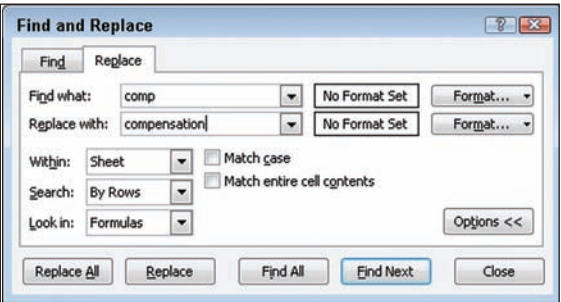 Find and Replace
Find Replace
Find what: comp No Format Set Format...
Replace with: compensation No Format Set Format...
Within: Sheet Match case
Match entire cell contents
Search: By Rows
Look in: Formulas Options <<
Replace All Replace Find All Find Next Close